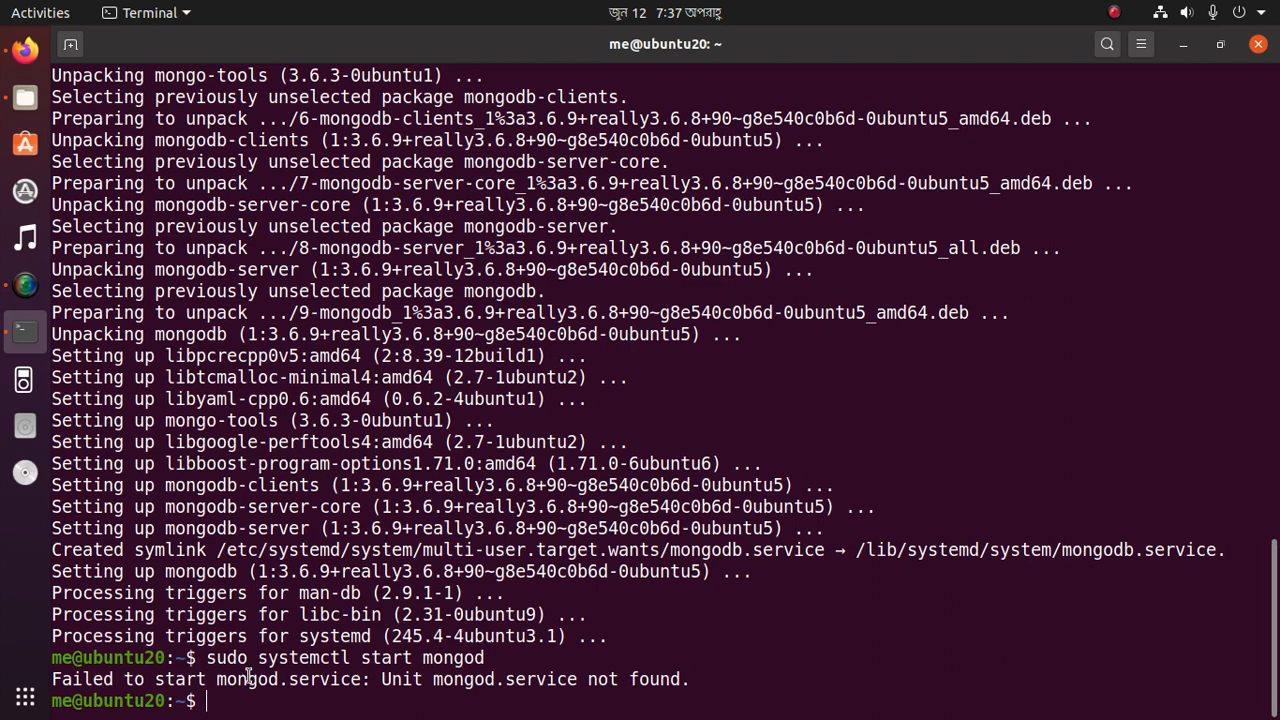 Activities Terminal জুন 12 7:37 অপরাহ্ণ
me@ubuntu20: ~
Unpacking mongo-tools (3.6.3-0ubuntu1) ...
Selecting previously unselected package mongodb-clients.
Preparing to unpack .../6-mongodb-clients_1%3a3.6.9+really3.6.8+90~g8e540c0b6d-0ubuntu5_amd64.deb ...
Unpacking mongodb-clients (1:3.6.9+really3.6.8+90~g8e540c0b6d-0ubuntu5) ...
Selecting previously unselected package mongodb-server-core.
Preparing to unpack .../7-mongodb-server-core_1%3a3.6.9+really3.6.8+90~g8e540c0b6d-0ubuntu5_amd64.deb ...
Unpacking mongodb-server-core (1:3.6.9+really3.6.8+90~g8e540c0b6d-0ubuntu5) ...
Selecting previously unselected package mongodb-server.
Preparing to unpack .../8-mongodb-server_1%3a3.6.9+really3.6.8+90~g8e540c0b6d-0ubuntu5_all.deb ...
Unpacking mongodb-server (1:3.6.9+really3.6.8+90~g8e540c0b6d-0ubuntu5) ...
Selecting previously unselected package mongodb.
Preparing to unpack .../9-mongodb_1%3a3.6.9+really3.6.8+90~g8e540c0b6d-0ubuntu5_amd64.deb ...
Unpacking mongodb (1:3.6.9+really3.6.8+90~g8e540c0b6d-0ubuntu5) ...
Setting up libpcrecpp0v5:amd64 (2:8.39-12build1) ...
Setting up libtcmalloc-minimal4:amd64 (2.7-1ubuntu2) ...
Setting up libyaml-cpp0.6:amd64 (0.6.2-4ubuntu1) ...
Setting up mongo-tools (3.6.3-0ubuntu1) ...
Setting up libgoogle-perftools4:amd64 (2.7-1ubuntu2) ...
Setting up libboost-program-options1.71.0:amd64 (1.71.0-6ubuntu6) ...
Setting up mongodb-clients (1:3.6.9+really3.6.8+90~g8e540c0b6d-0ubuntu5) ...
Setting up mongodb-server-core (1:3.6.9+really3.6.8+90~g8e540c0b6d-0ubuntu5) ...
Setting up mongodb-server (1:3.6.9+really3.6.8+90~g8e540c0b6d-0ubuntu5) ...
Created symlink /etc/systemd/system/multi-user.target.wants/mongodb.service → /lib/systemd/system/mongodb.service.
Setting up mongodb (1:3.6.9+really3.6.8+90~g8e540c0b6d-0ubuntu5) ...
Processing triggers for man-db (2.9.1-1) ...
Processing triggers for libc-bin (2.31-0ubuntu9) ...
Processing triggers for systemd (245.4-4ubuntu3.1) ...
me@ubuntu20:~$ sudo systemctl start mongod
Failed to start mongod.service: Unit mongod.service not found.
me@ubuntu20:~$